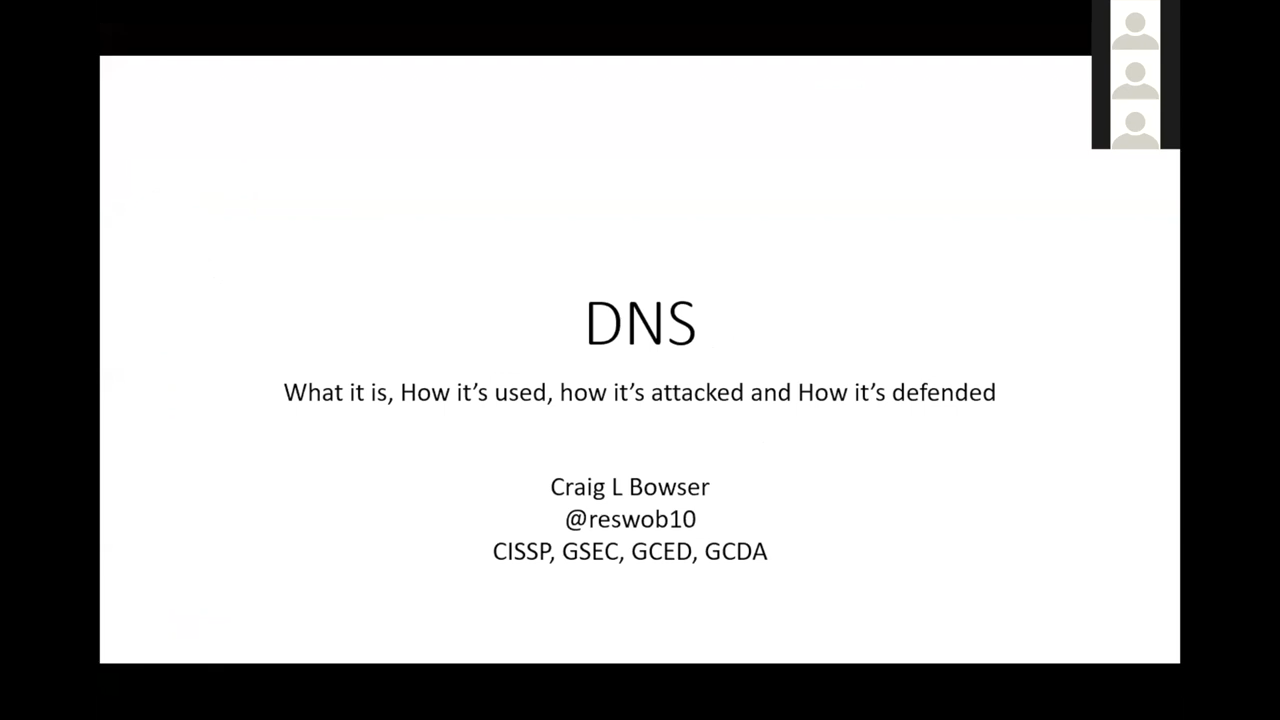 DNS
What it is, How it’s used, how it’s attacked and How it’s defended
Craig L Bowser
@reswob10
CISSP, GSEC, GCED, GCDA